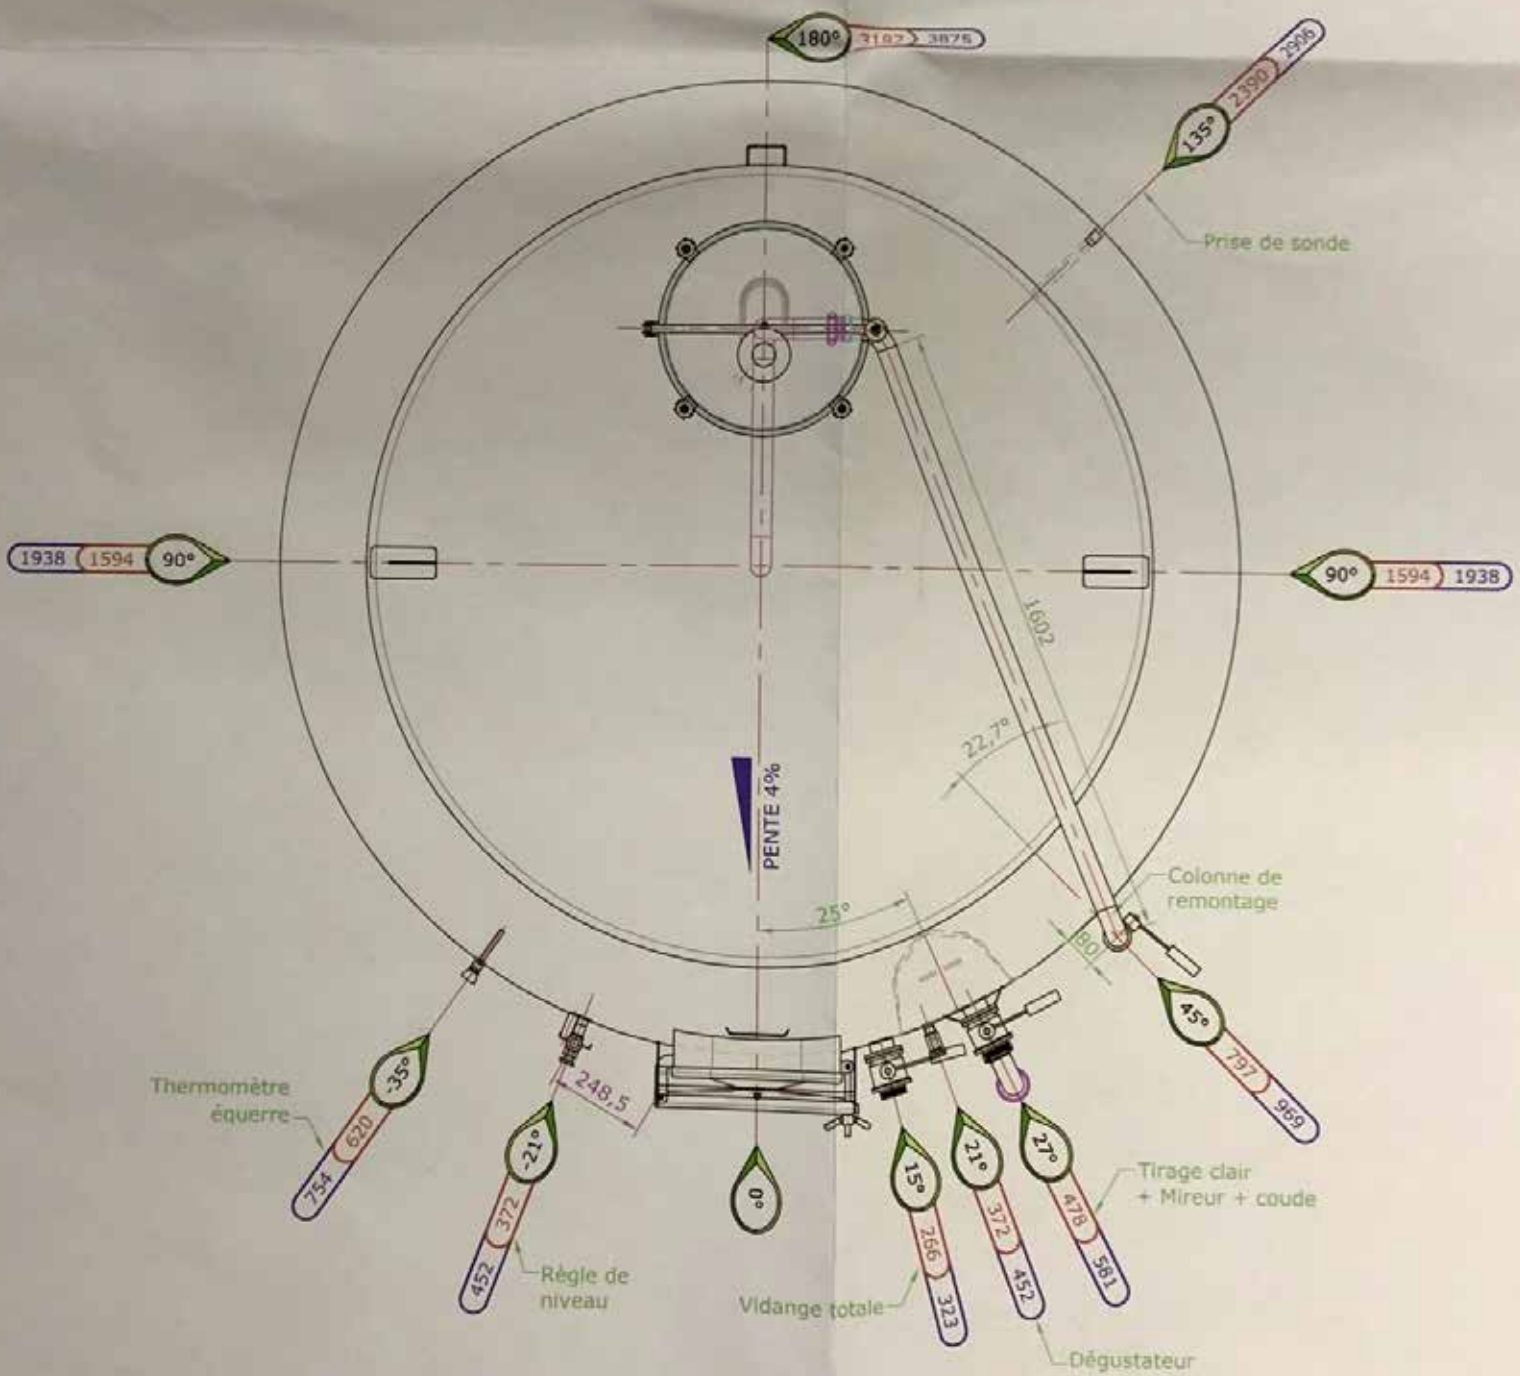 180° 3187 3875
135° 2390 2906
Prise de sonde
1938 1594 90°
90° 1594 1938
1602
22,7°
PENTE 4%
25°
Colonne de
remontage
80
45° 797 969
Thermomètre
équerre
-35° 620 754
248,5
-21° 372 452
Règle de
niveau
0°
15° 266 323
Vidange totale
21° 372 452
Dégustateur
27° 478 581
Tirage clair
+ Mireur + coude